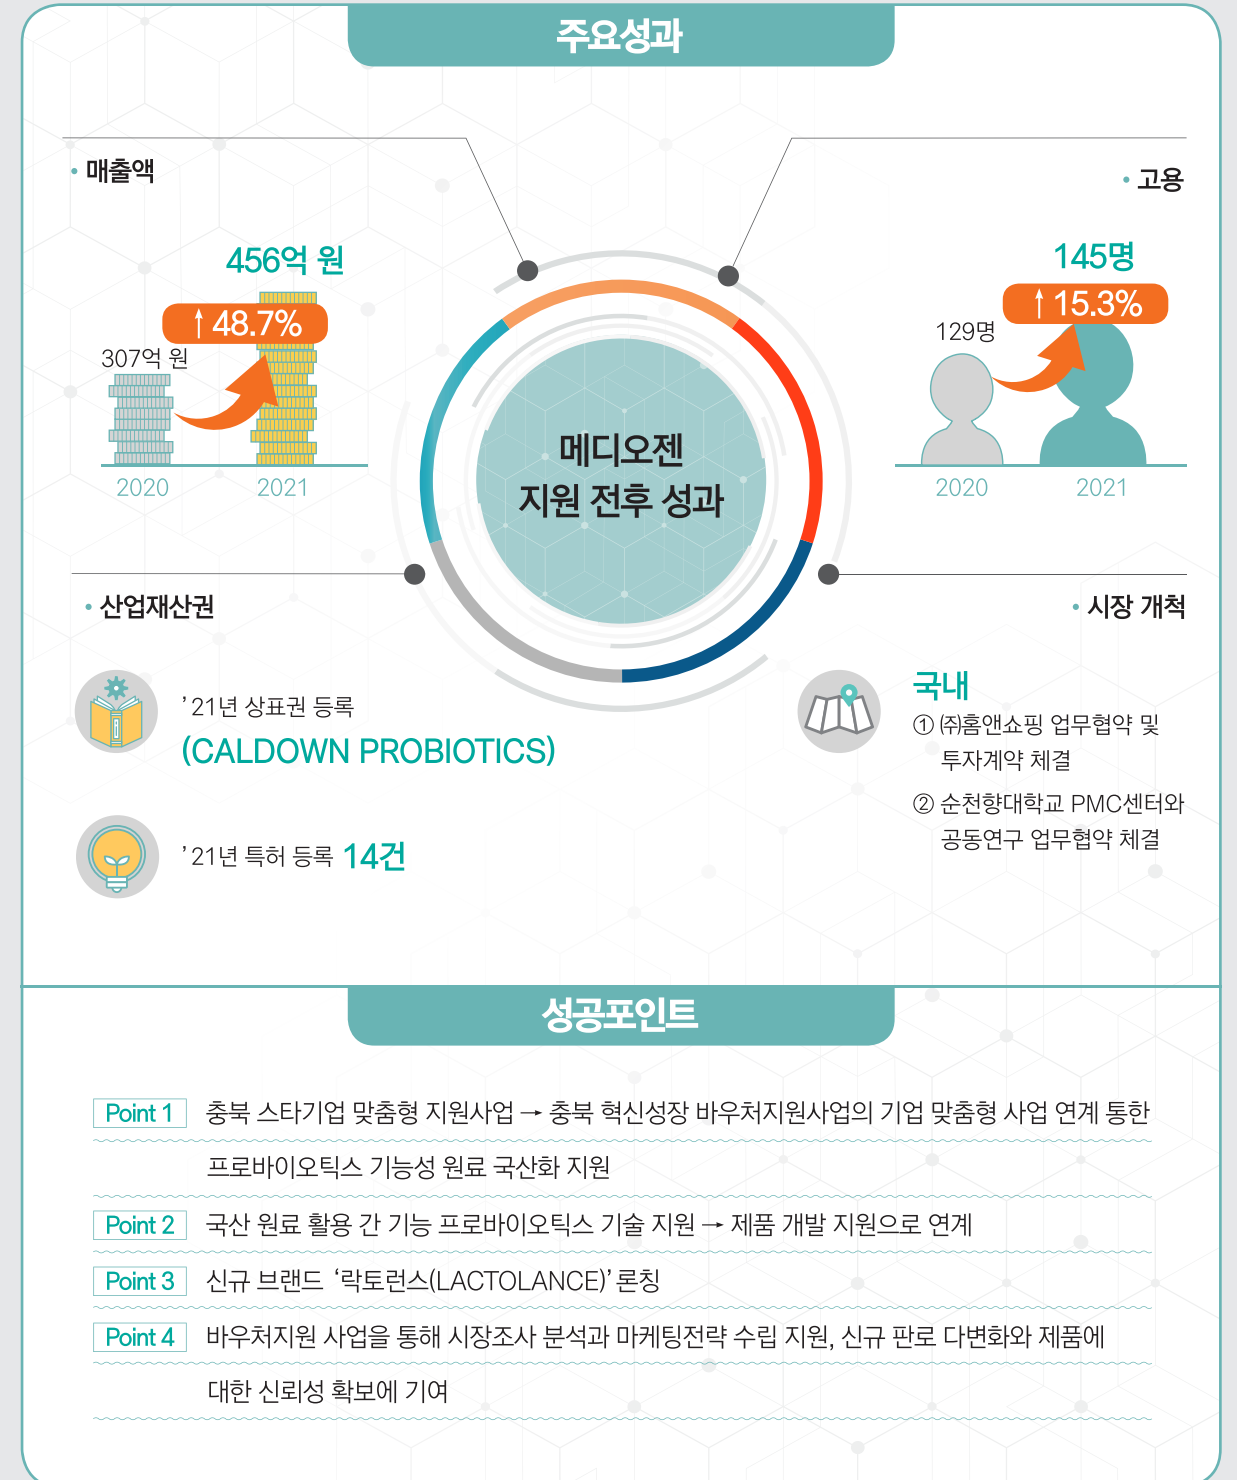 주요성과
• 매출액
456억 원
↑ 48.7%
307억 원
2020
2021
• 고용
145명
↑ 15.3%
129명
2020
2021
메디오젠
지원 전후 성과
• 산업재산권
’21년 상표권 등록
(CALDOWN PROBIOTICS)
’21년 특허 등록 14건
• 시장 개척
국내
① ㈜홈앤쇼핑 업무협약 및
투자계약 체결
② 순천향대학교 PMC센터와
공동연구 업무협약 체결
성공포인트
Point 1 충북 스타기업 맞춤형 지원사업 → 충북 혁신성장 바우처지원사업의 기업 맞춤형 사업 연계 통한
프로바이오틱스 기능성 원료 국산화 지원
Point 2 국산 원료 활용 간 기능 프로바이오틱스 기술 지원 → 제품 개발 지원으로 연계
Point 3 신규 브랜드 ‘락토런스(LACTOLANCE)’ 론칭
Point 4 바우처지원 사업을 통해 시장조사 분석과 마케팅전략 수립 지원, 신규 판로 다변화와 제품에
대한 신뢰성 확보에 기여